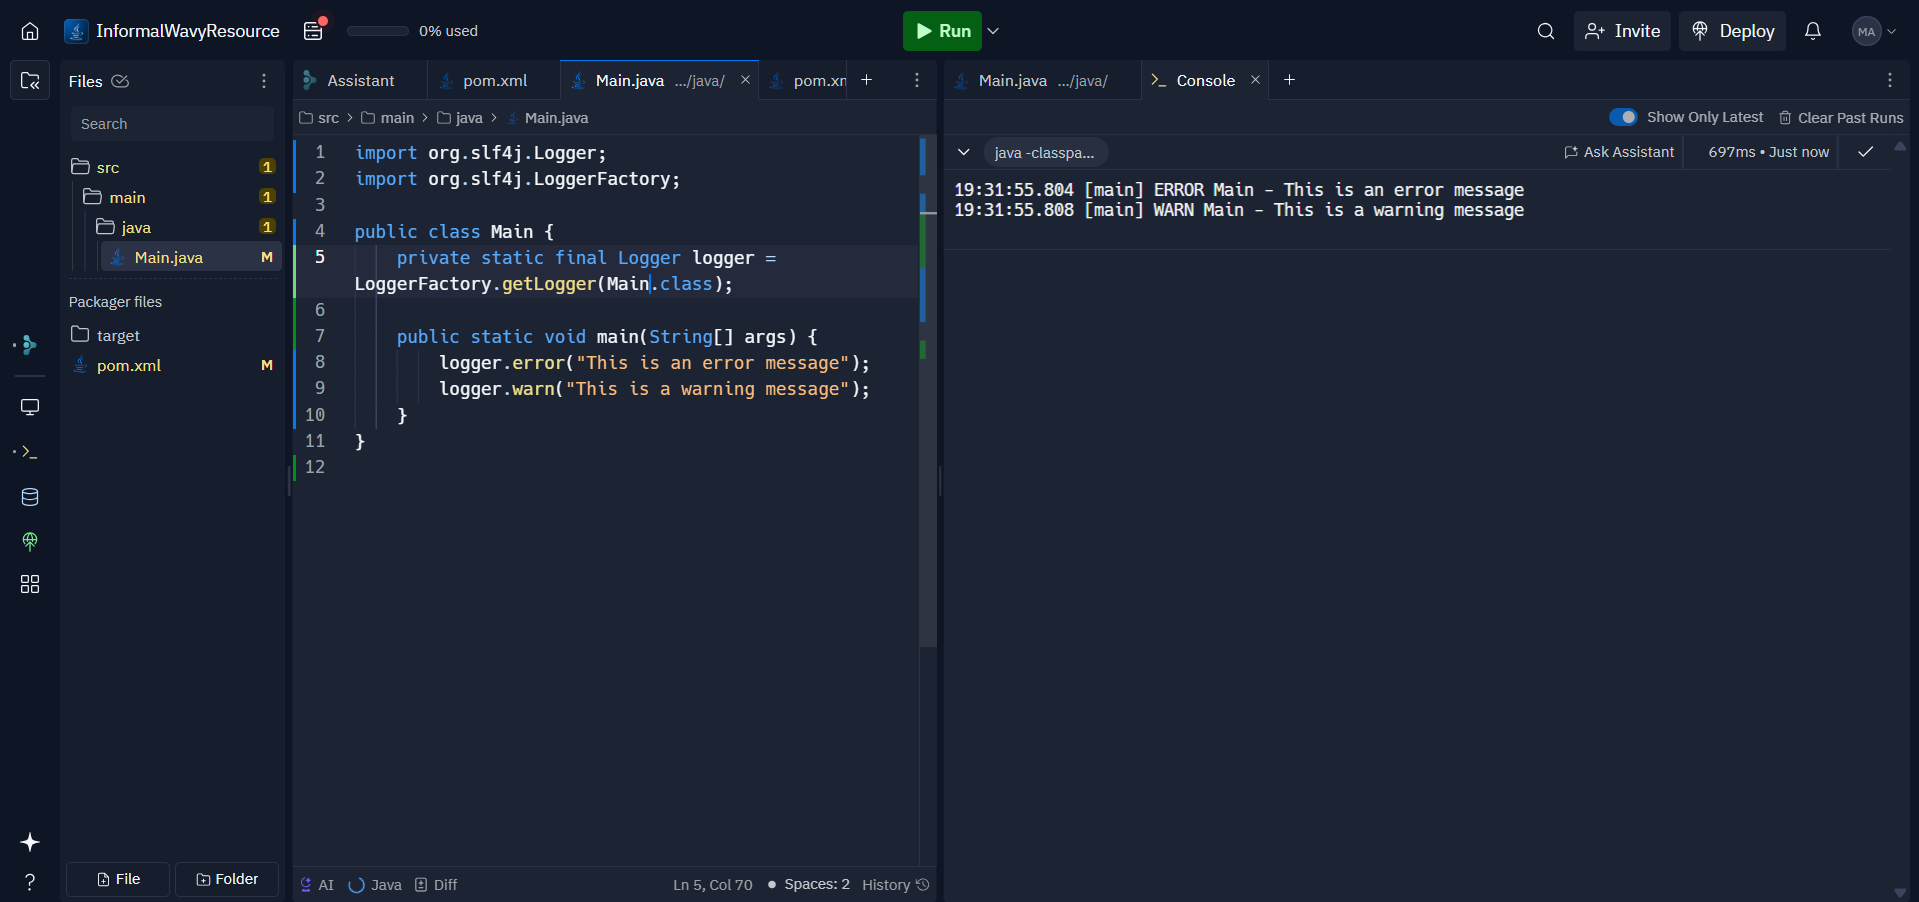 InformalWavyResource
0% used
Run
Invite
Deploy
MA
Files
Search
src 1
main 1
java 1
Main.java M
Packager files
target
pom.xml M
File
Folder
Assistant
pom.xml
Main.java .../java/
pom.xm
src > main > java > Main.java
1 import org.slf4j.Logger;
2 import org.slf4j.LoggerFactory;
3
4 public class Main {
5 private static final Logger logger =
LoggerFactory.getLogger(Main.class);
6
7 public static void main(String[] args) {
8 logger.error("This is an error message");
9 logger.warn("This is a warning message");
10 }
11 }
12
AI
Java
Diff
Ln 5, Col 70
Spaces: 2
History
Main.java .../java/
Console
Show Only Latest
Clear Past Runs
java -classpa...
Ask Assistant
697ms • Just now
19:31:55.804 [main] ERROR Main - This is an error message
19:31:55.808 [main] WARN Main - This is a warning message